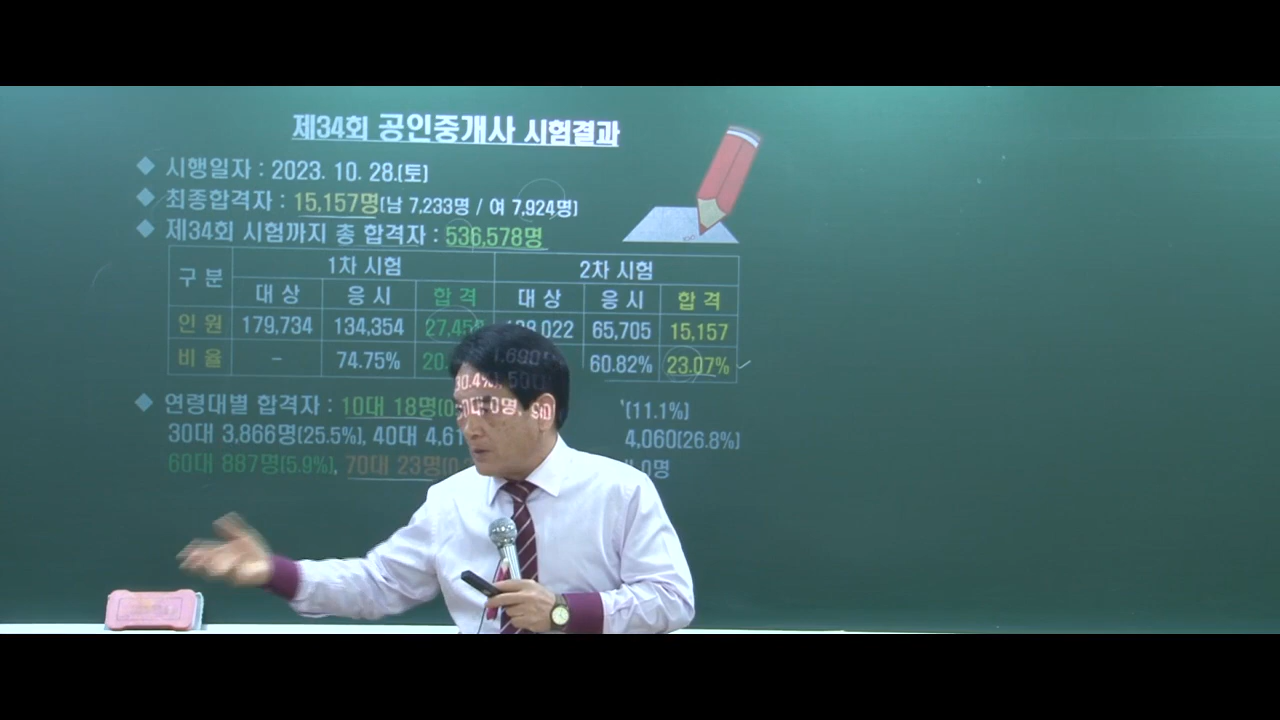 제34회 공인중개사 시험결과
◆ 시행일자 : 2023. 10. 28.(토)
◆ 최종합격자 : 15,157명(남 7,233명 / 여 7,924명)
◆ 제34회 시험까지 총 합격자 : 536,578명
구 분 1차 시험 2차 시험
대 상 응 시 합 격 대 상 응 시 합 격
인 원 179,734 134,354 65,705 15,157
비 율 - 74.75% 60.82% 23.07%
◆ 연령대별 합격자 : 10대 18명 (11.1%)
30대 3,866명(25.5%), 40대 4,060(26.8%)
60대 887명(5.9%), 70대 23명 0명